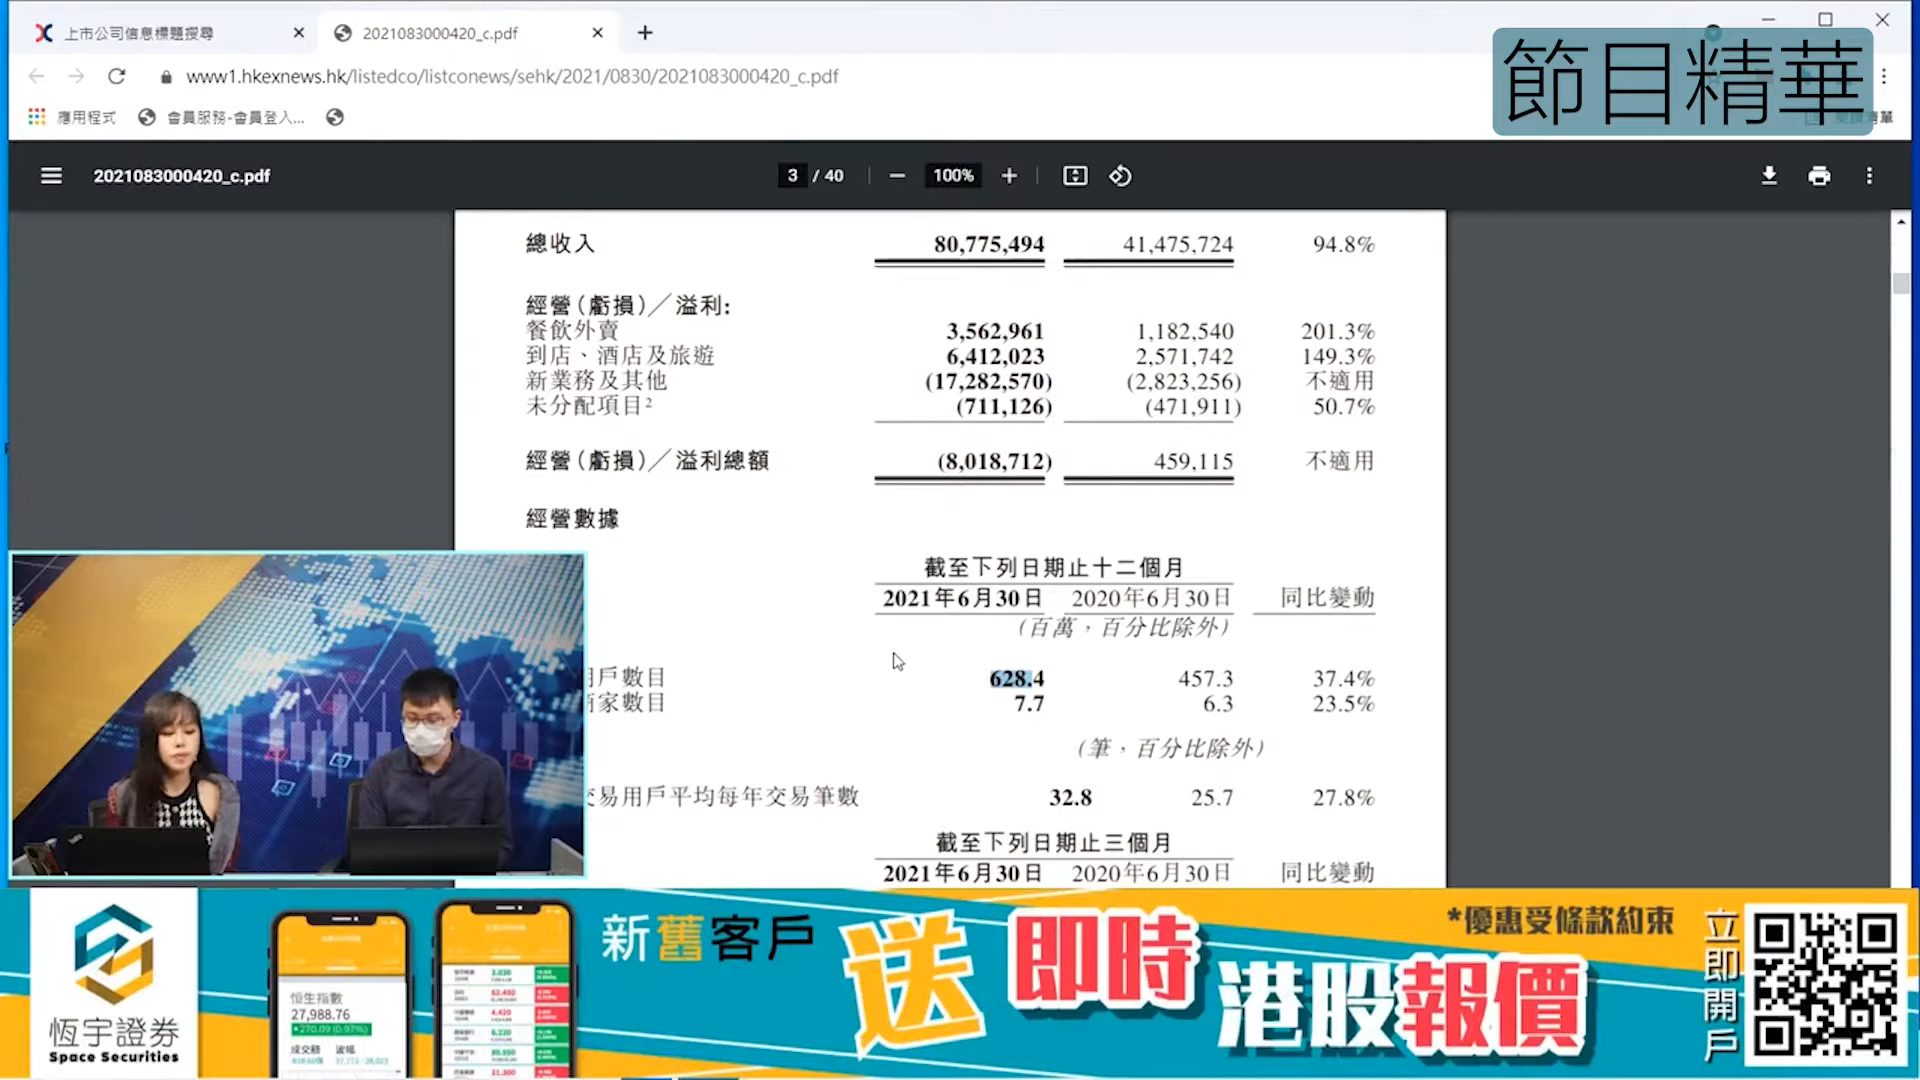 上市公司信息標題搜尋
2021083000420_c.pdf
www1.hkexnews.hk/listedco/listconews/sehk/2021/0830/2021083000420_c.pdf
節目精華
應用程式
會員服務-會員登入...
2021083000420_c.pdf
3 / 40
100%
總收入 80,775,494 41,475,724 94.8%
經營(虧損)／溢利:
餐飲外賣 3,562,961 1,182,540 201.3%
到店、酒店及旅遊 6,412,023 2,571,742 149.3%
新業務及其他 (17,282,570) (2,823,256) 不適用
未分配項目² (711,126) (471,911) 50.7%
經營(虧損)／溢利總額 (8,018,712) 459,115 不適用
經營數據
截至下列日期止十二個月
2021年6月30日 2020年6月30日 同比變動
(百萬，百分比除外)
戶數目 628.4 457.3 37.4%
家數目 7.7 6.3 23.5%
(筆，百分比除外)
易用戶平均每年交易筆數 32.8 25.7 27.8%
截至下列日期止三個月
2021年6月30日 2020年6月30日 同比變動
恆宇證券
Space Securities
恒生指數
27,988.76
成交額
新舊客戶
送
即時
港股報價
*優惠受條款約束
立即開戶